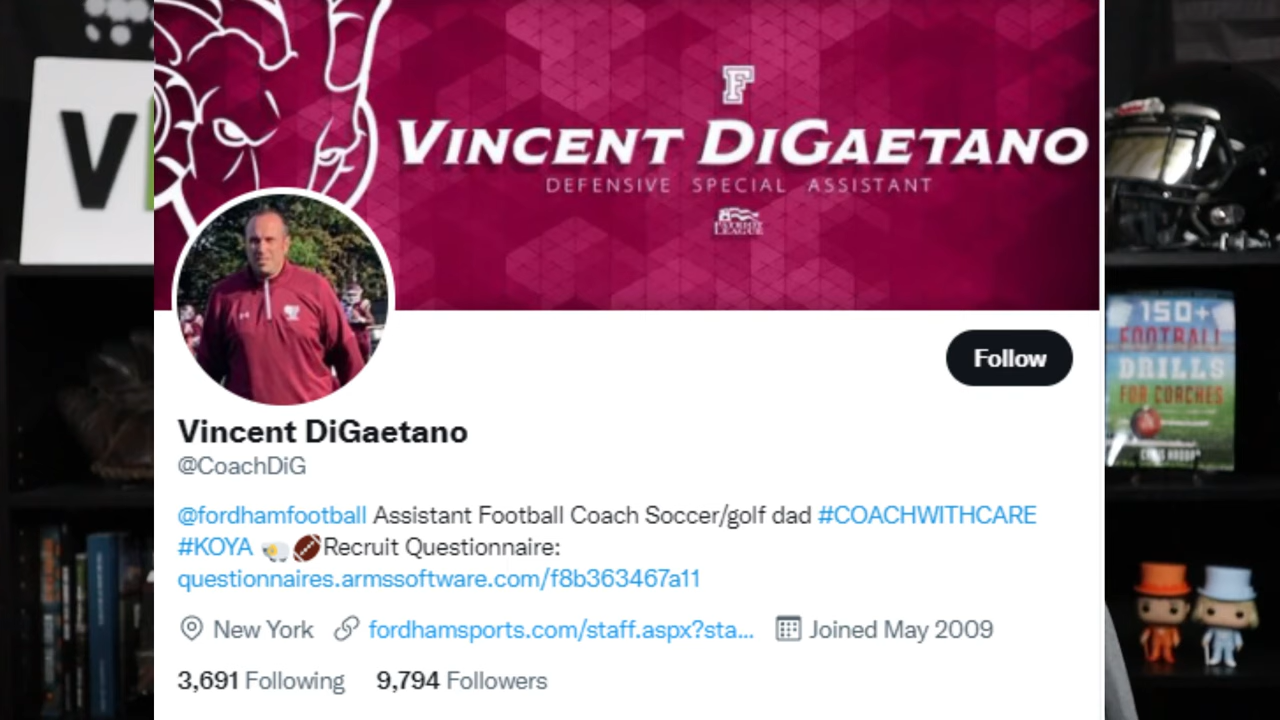 V
F
VINCENT DIGAETANO
DEFENSIVE SPECIAL ASSISTANT
PATRIOT
LEAGUE
Follow
Vincent DiGaetano
@CoachDiG
@fordhamfootball Assistant Football Coach Soccer/golf dad #COACHWITHCARE
#KOYA Recruit Questionnaire:
questionnaires.armssoftware.com/f8b363467a11
New York fordhamsports.com/staff.aspx?sta... Joined May 2009
3,691 Following 9,794 Followers
150+
FOOTBALL
DRILLS
FOR COACHES